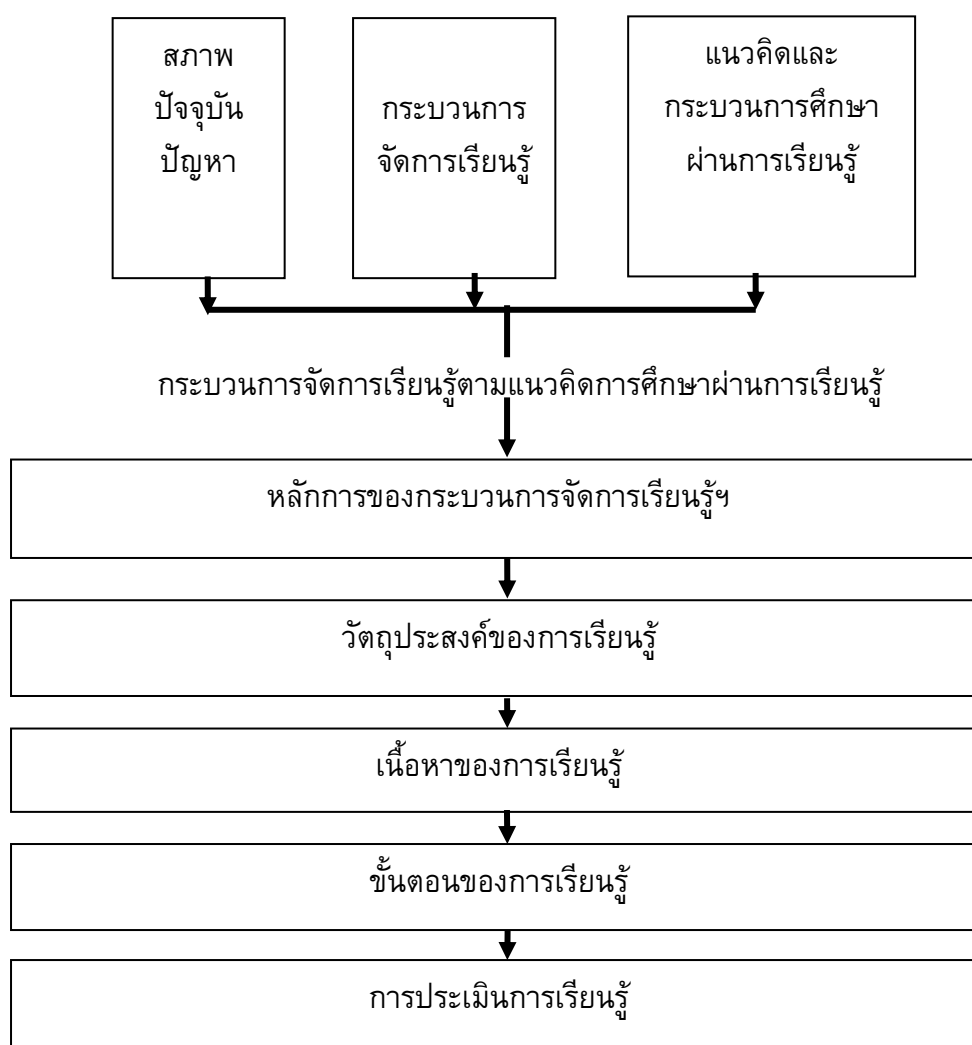 สภาพ
ปัจจุบัน
ปัญหา
กระบวนการ
จัดการเรียนรู้
แนวคิดและ
กระบวนการศึกษา
ผ่านการเรียนรู้
กระบวนการจัดการเรียนรู้ตามแนวคิดการศึกษาผ่านการเรียนรู้
หลักการของกระบวนการจัดการเรียนรู้ฯ
วัตถุประสงค์ของการเรียนรู้
เนื้อหาของการเรียนรู้
ขั้นตอนของการเรียนรู้
การประเมินการเรียนรู้